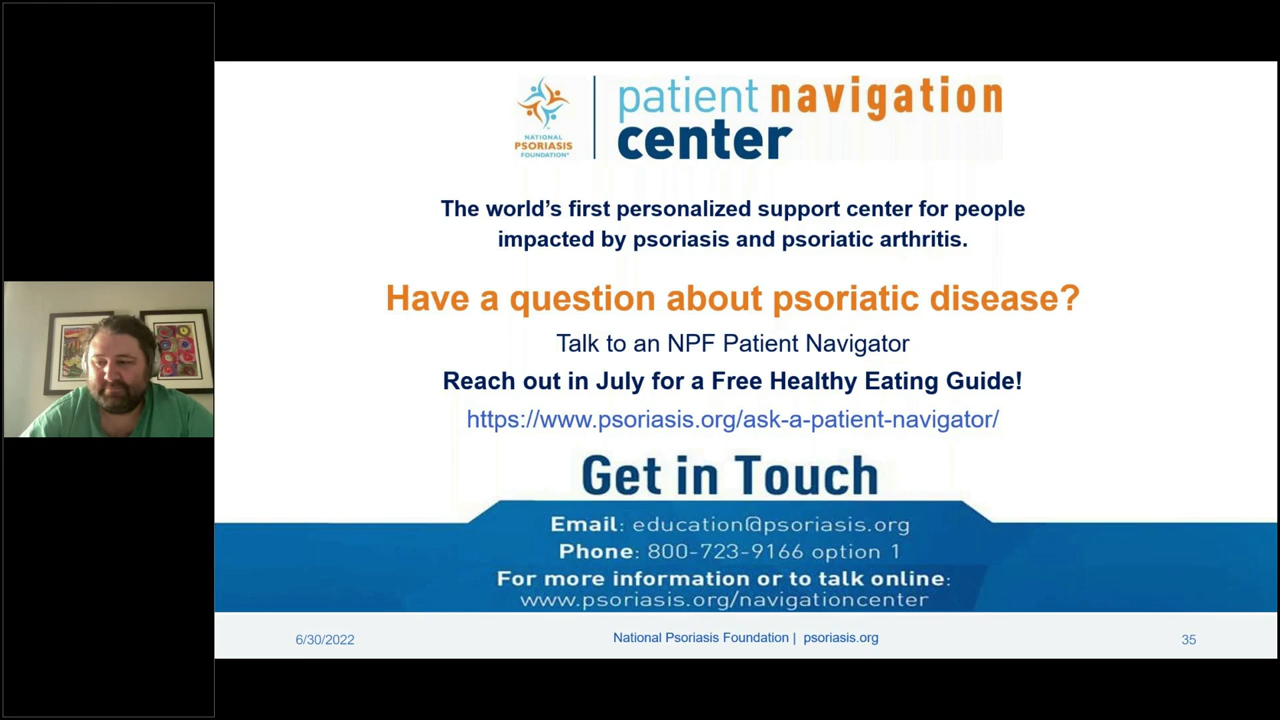 NATIONAL
PSORIASIS
FOUNDATION®
patient navigation
center
The world's first personalized support center for people
impacted by psoriasis and psoriatic arthritis.
Have a question about psoriatic disease?
Talk to an NPF Patient Navigator
Reach out in July for a Free Healthy Eating Guide!
https://www.psoriasis.org/ask-a-patient-navigator/
Get in Touch
Email: education@psoriasis.org
Phone: 800-723-9166 option 1
For more information or to talk online:
www.psoriasis.org/navigationcenter
6/30/2022
National Psoriasis Foundation | psoriasis.org
35